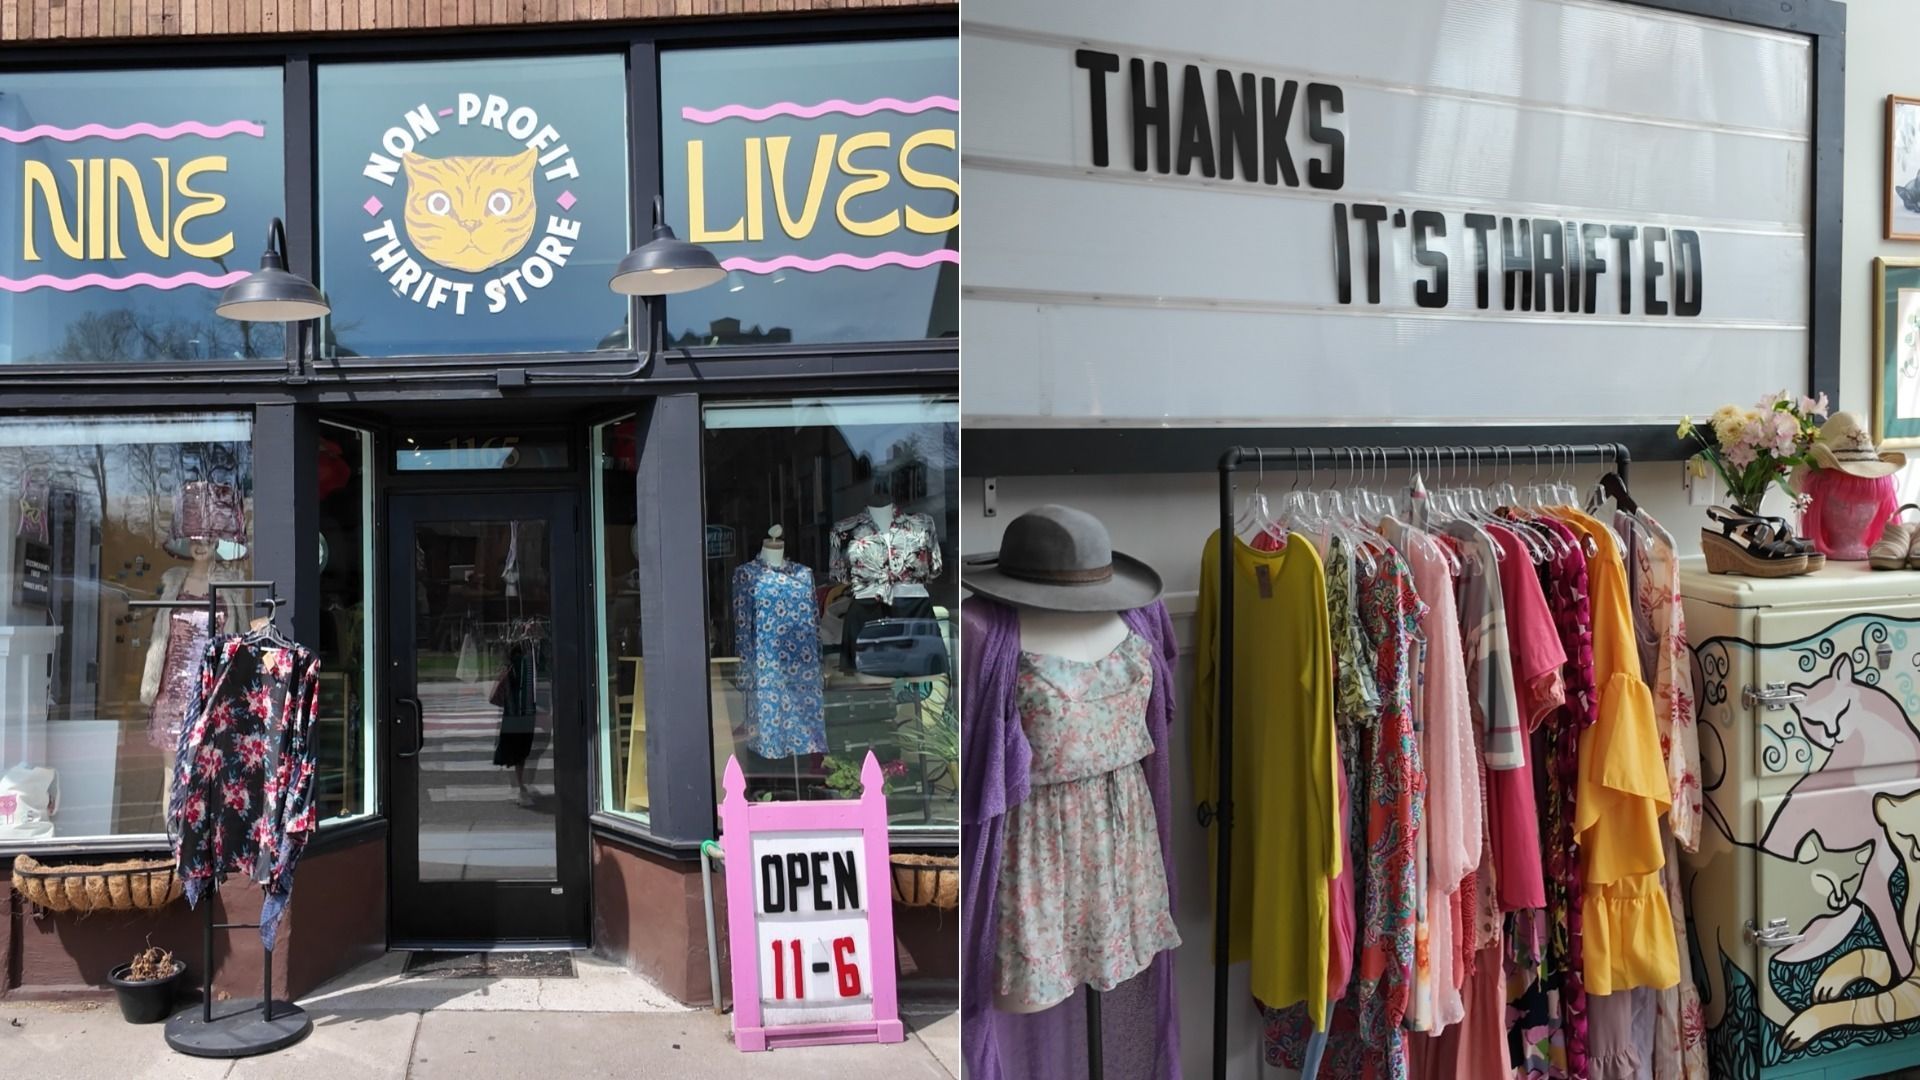 NINE
NON-PROFIT
THRIFT STORE
LIVES
1165
OPEN
11-6
THANKS
IT'S THRIFTED